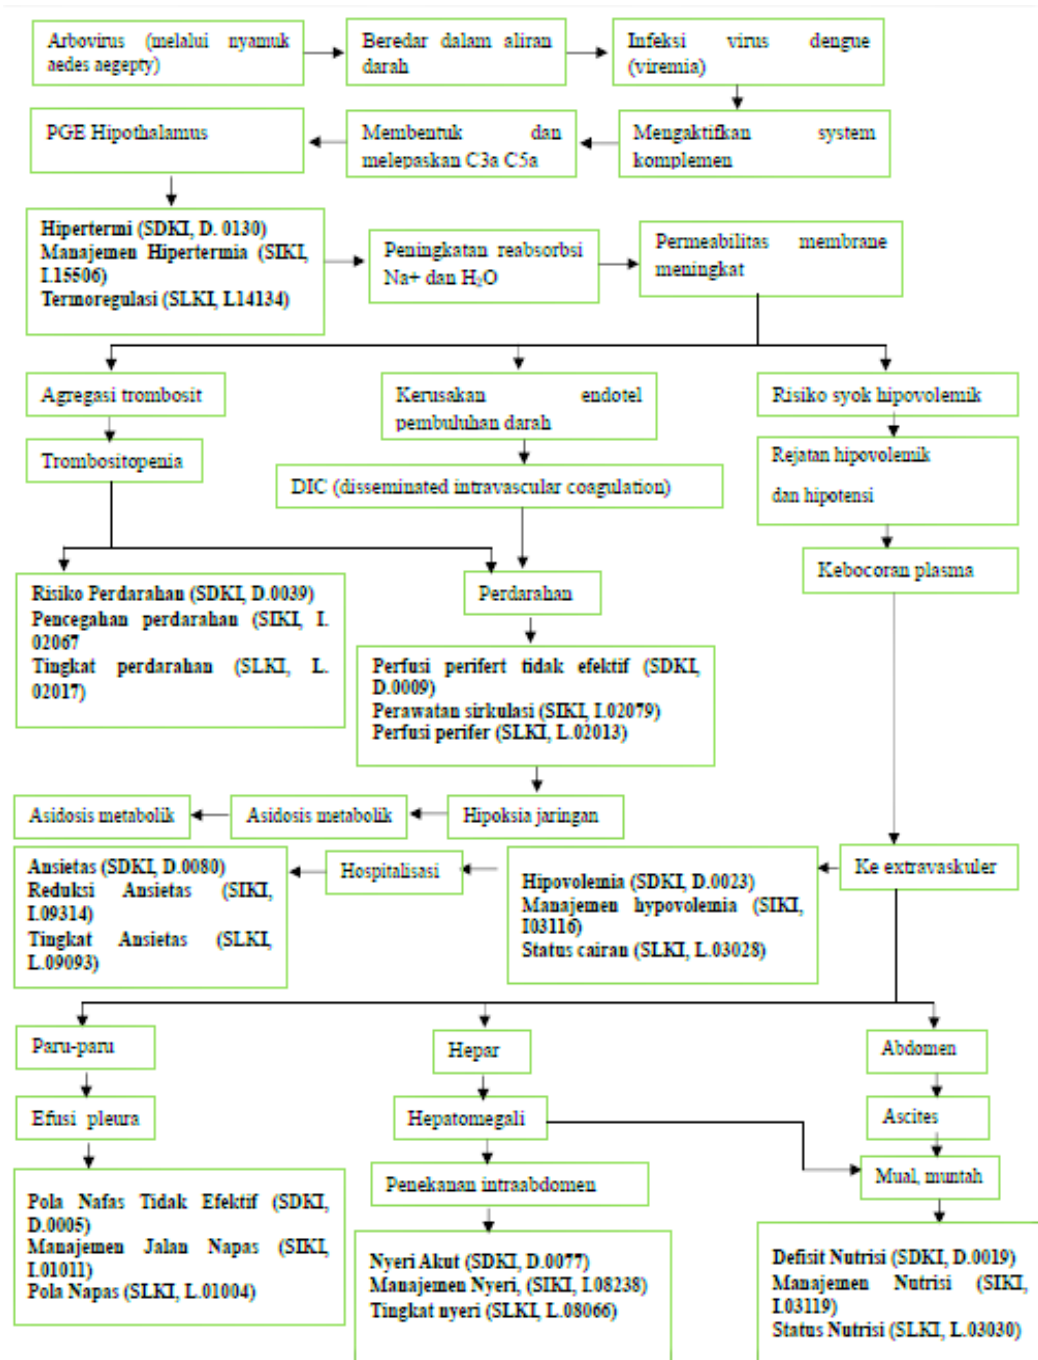 Arbovirus (melalui nyamuk
aedes aegepty)
Beredar dalam aliran
darah
Infeksi virus dengue
(viremia)
PGE Hipothalamus
Membentuk dan
melepaskan C3a C5a
Mengaktifkan system
komplemen
Hipertermi (SDKI, D. 0130)
Manajemen Hipertermia (SIKI,
I.15506)
Termoregulasi (SLKI, L14134)
Peningkatan reabsorbsi
Na+ dan H₂O
Permeabilitas membrane
meningkat
Agregasi trombosit
Kerusakan endotel
pembuluhan darah
Risiko syok hipovolemik
Trombositopenia
DIC (disseminated intravascular coagulation)
Rejatan hipovolemik
dan hipotensi
Kebocoran plasma
Risiko Perdarahan (SDKI, D.0039)
Pencegahan perdarahan (SIKI, I.
02067
Tingkat perdarahan (SLKI, L.
02017)
Perdarahan
Perfusi perifert tidak efektif (SDKI,
D.0009)
Perawatan sirkulasi (SIKI, I.02079)
Perfusi perifer (SLKI, L.02013)
Asidosis metabolik
Asidosis metabolik
Hipoksia jaringan
Ansietas (SDKI, D.0080)
Reduksi Ansietas (SIKI,
I.09314)
Tingkat Ansietas (SLKI,
L.09093)
Hospitalisasi
Hipovolemia (SDKI, D.0023)
Manajemen hypovolemia (SIKI,
I03116)
Status cairan (SLKI, L.03028)
Ke extravaskuler
Paru-paru
Hepar
Abdomen
Efusi pleura
Hepatomegali
Ascites
Penekanan intraabdomen
Mual, muntah
Pola Nafas Tidak Efektif (SDKI,
D.0005)
Manajemen Jalan Napas (SIKI,
I.01011)
Pola Napas (SLKI, L.01004)
Nyeri Akut (SDKI, D.0077)
Manajemen Nyeri, (SIKI, I.08238)
Tingkat nyeri (SLKI, L.08066)
Defisit Nutrisi (SDKI, D.0019)
Manajemen Nutrisi (SIKI,
I.03119)
Status Nutrisi (SLKI, L.03030)